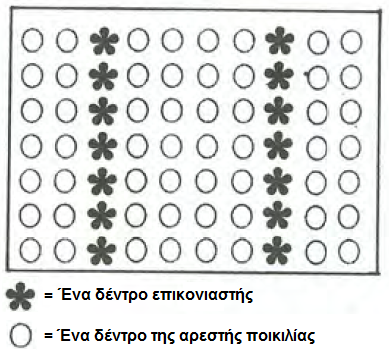 = Ένα δέντρο επικονιαστής
= Ένα δέντρο της αρεστής ποικιλίας